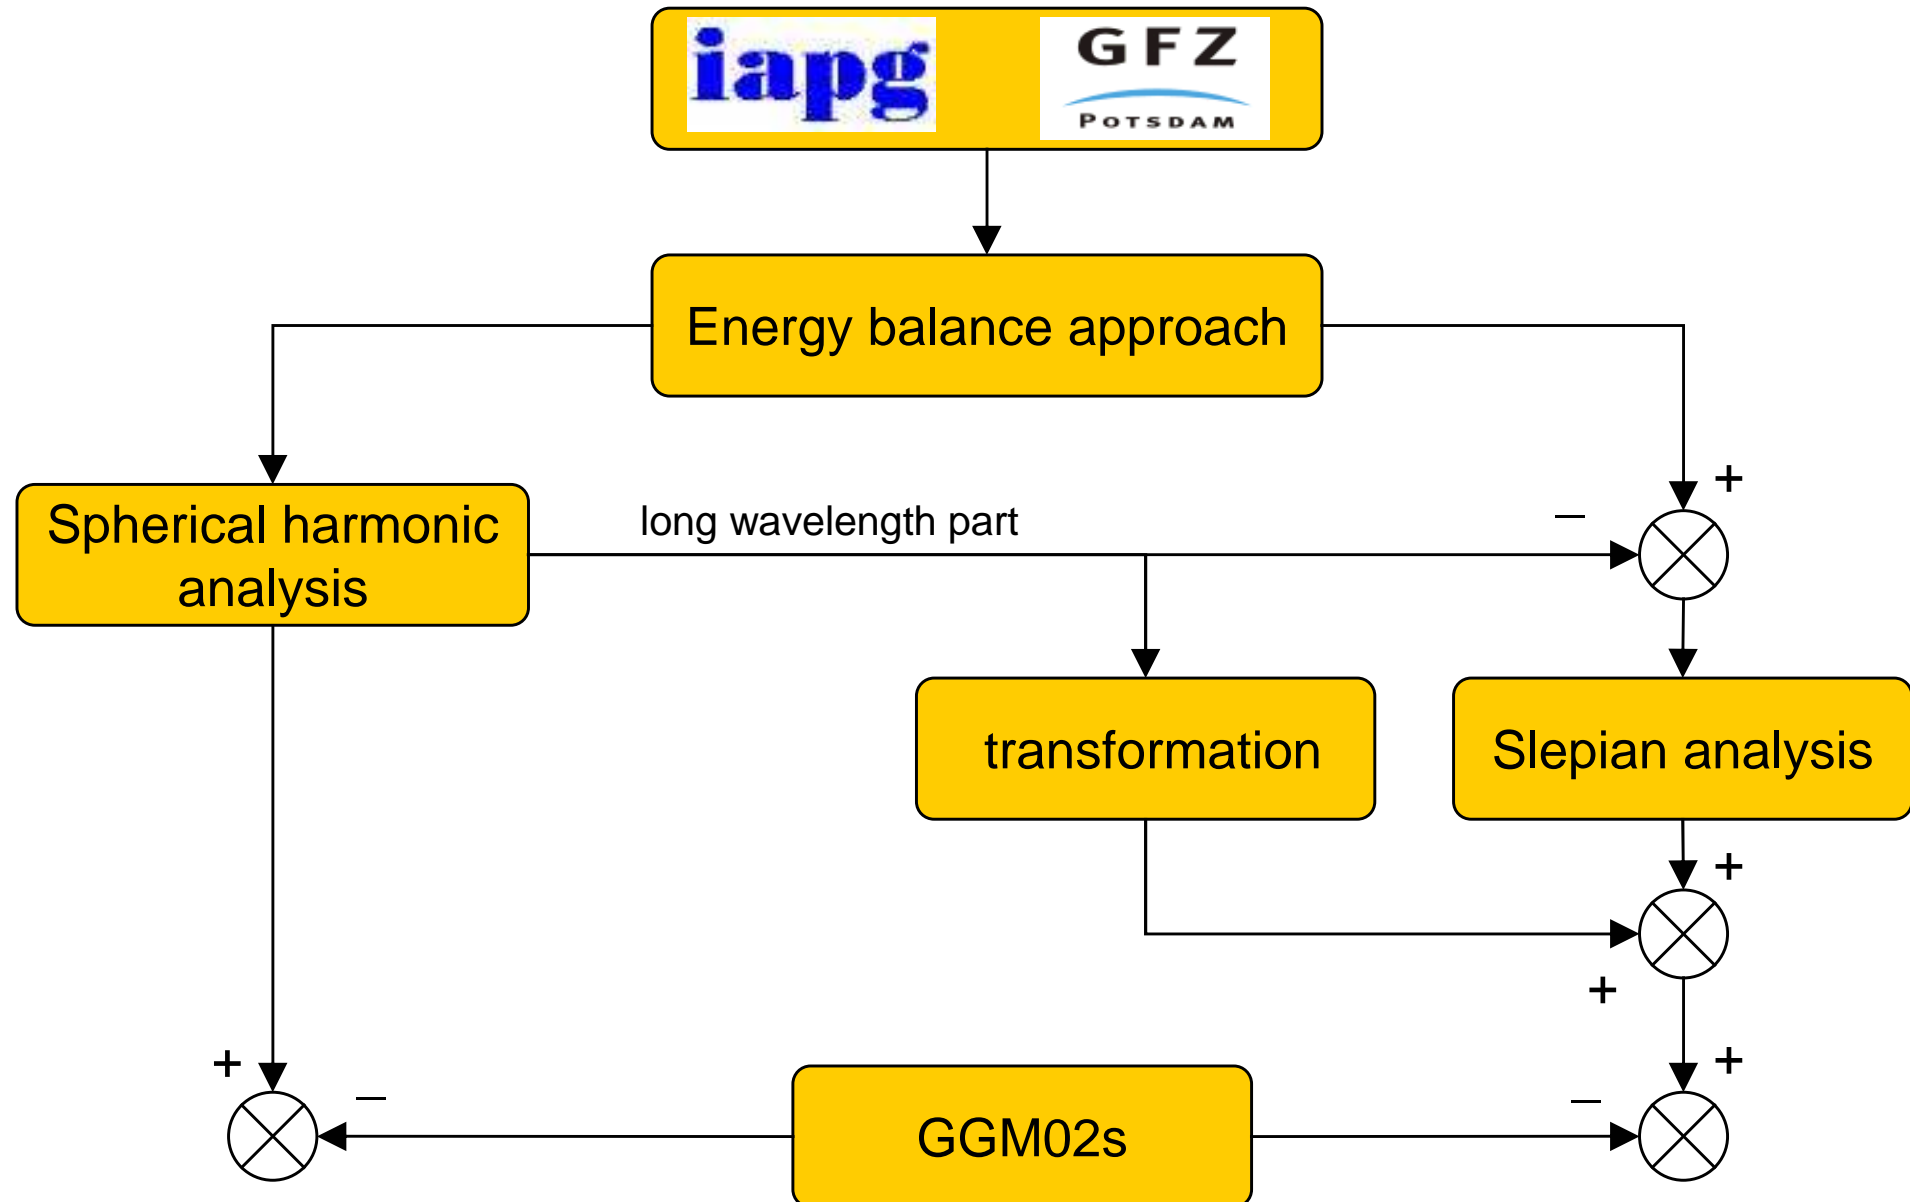 iapg
GFZ
POTSDAM
Energy balance approach
+
Spherical harmonic
analysis
long wavelength part
–
transformation
Slepian analysis
+
+
+
–
GGM02s
–
+